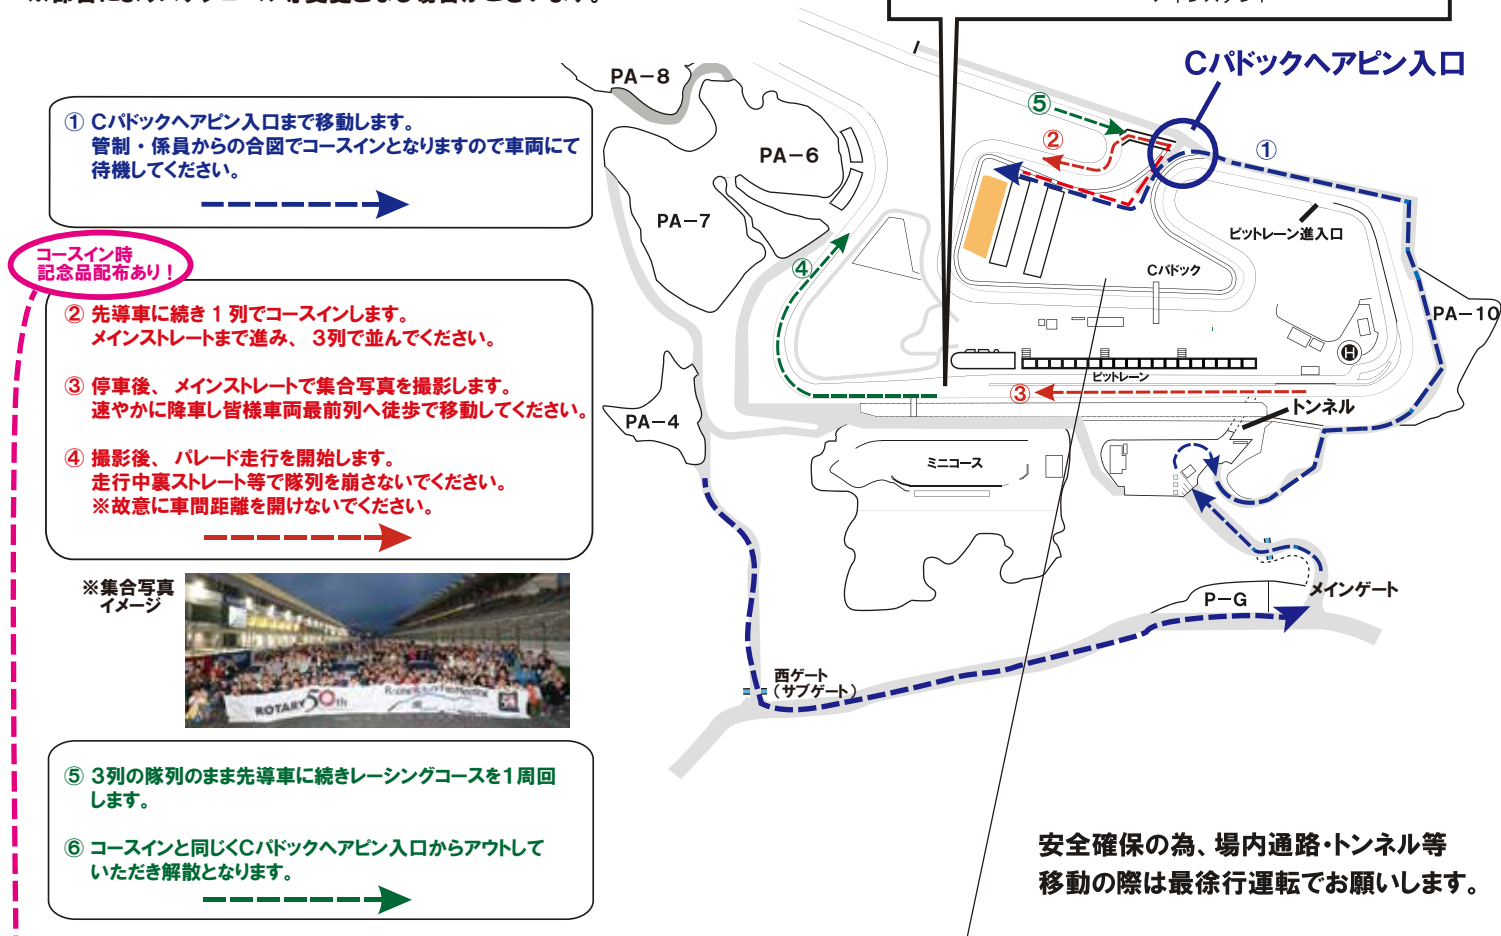 ① Cパドックヘアピン入口まで移動します。
管制・係員からの合図でコースインとなりますので車両にて
待機してください。
コースイン時
記念品配布あり!
② 先導車に続き1列でコースインします。
メインストレートまで進み、3列で並んでください。
③ 停車後、メインストレートで集合写真を撮影します。
速やかに降車し皆様車両最前列へ徒歩で移動してください。
④ 撮影後、パレード走行を開始します。
走行中裏ストレート等で隊列を崩さないでください。
※故意に車間距離を開けないでください。
※集合写真
イメージ
ROTARY 50th
⑤ 3列の隊列のまま先導車に続きレーシングコースを1周回
します。
⑥ コースインと同じくCパドックヘアピン入口からアウトして
いただき解散となります。
Cパドックヘアピン入口
PA-8
⑤
②
①
PA-6
PA-7
ピットレーン進入口
④
Cパドック
PA-10
H
ピットレーン
③
トンネル
PA-4
ミニコース
メインゲート
P-G
西ゲート
(サブゲート)
安全確保の為、場内通路・トンネル等
移動の際は最徐行運転でお願いします。